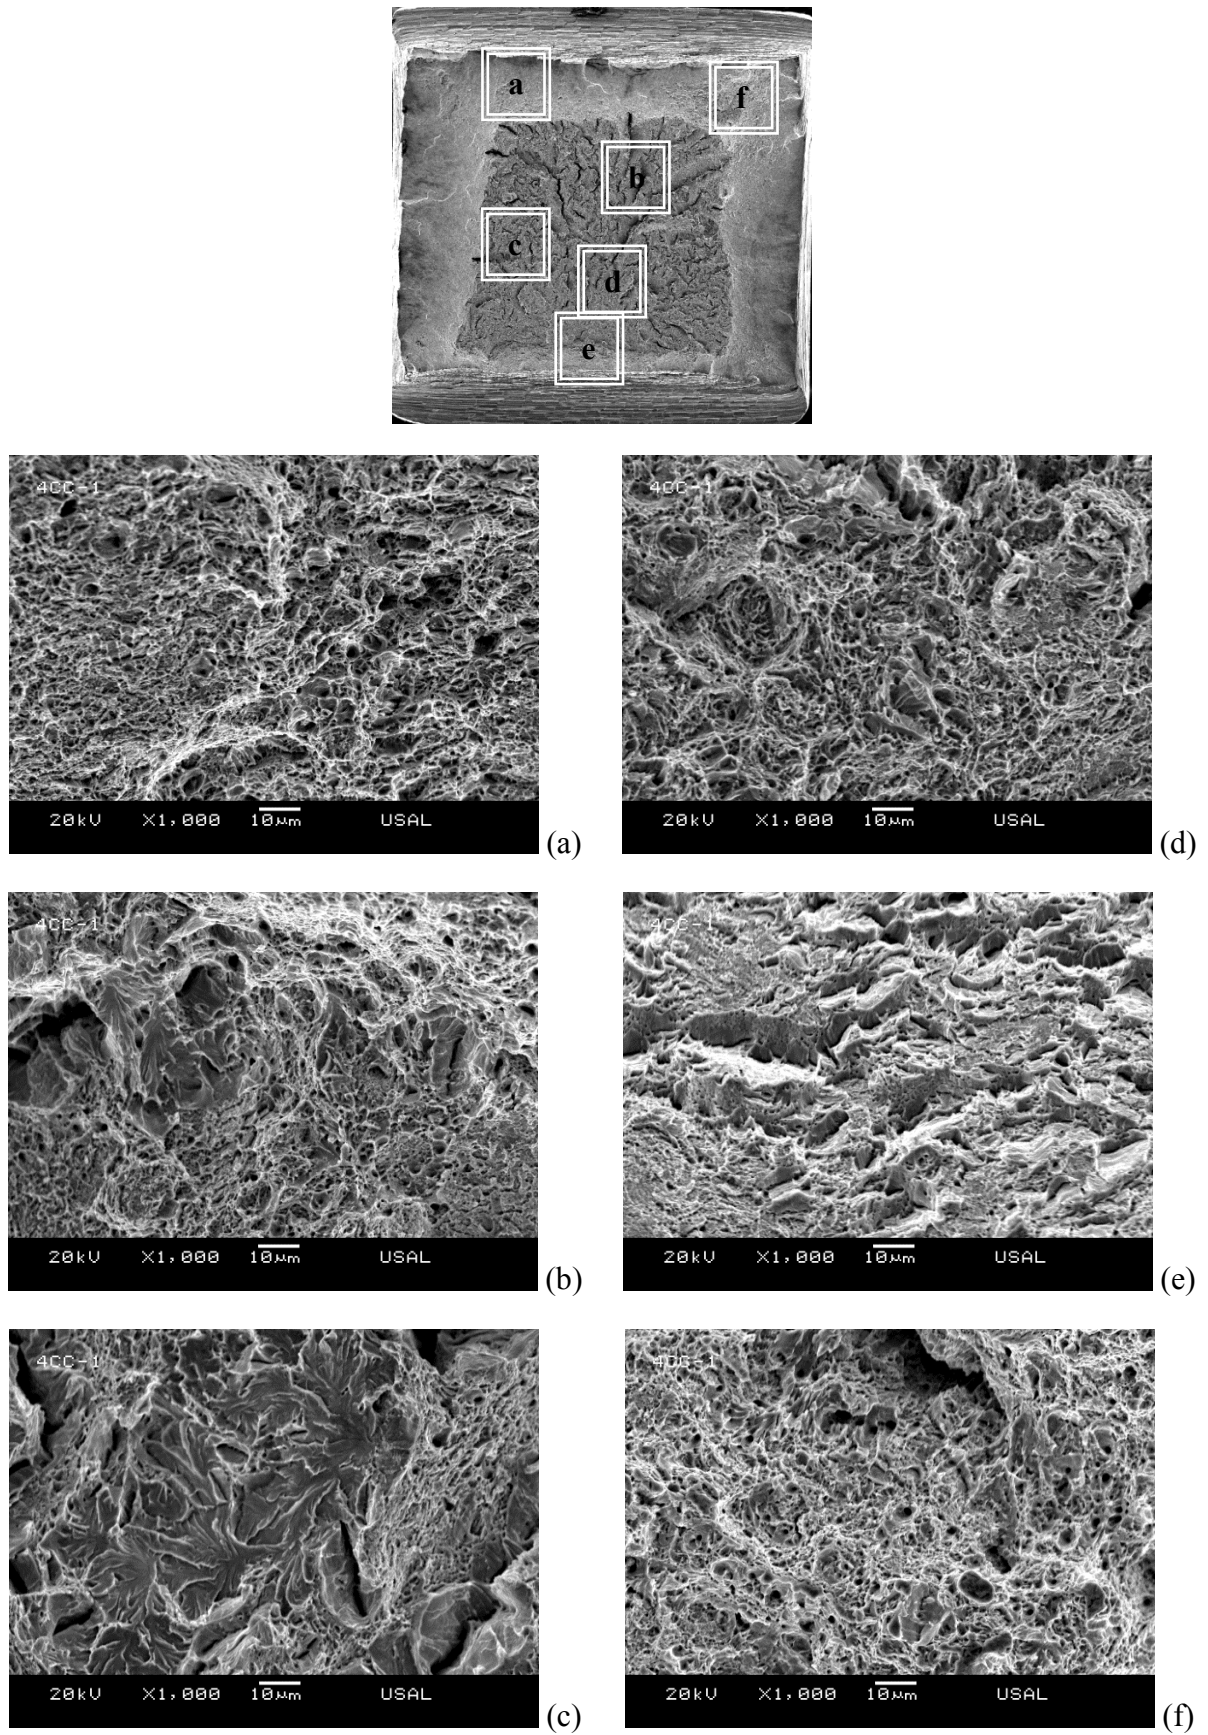 a
f
b
c
d
e
4CC-1
20kV X1,000 10µm USAL
(a)
4CC-1
20kV X1,000 10µm USAL
(d)
4CC-1
20kV X1,000 10µm USAL
(b)
4CC-1
20kV X1,000 10µm USAL
(e)
4CC-1
20kV X1,000 10µm USAL
(c)
4CC-1
20kV X1,000 10µm USAL
(f)